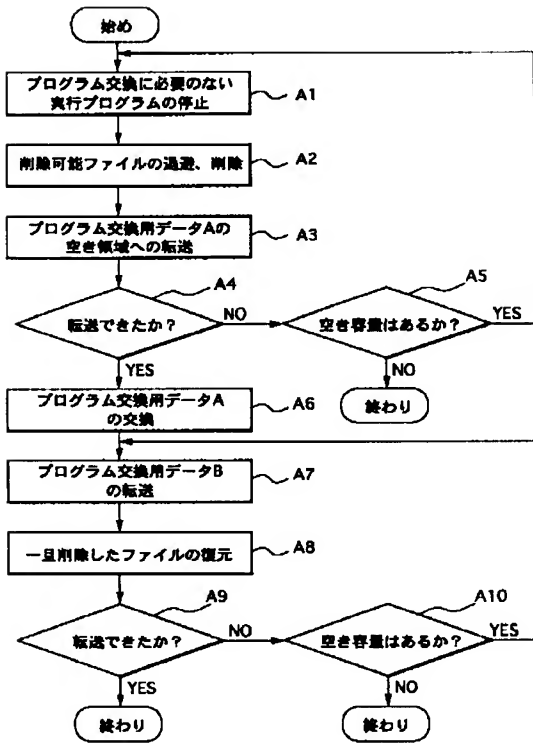 始め
プログラム交換に必要のない
実行プログラムの停止
A1
削除可能ファイルの退避、削除
A2
プログラム交換用データAの
空き領域への転送
A3
転送できたか？
A4
NO
YES
空き容量はあるか？
A5
YES
NO
終わり
プログラム交換用データA
の交換
A6
プログラム交換用データB
の転送
A7
一旦削除したファイルの復元
A8
転送できたか？
A9
NO
YES
終わり
空き容量はあるか？
A10
YES
NO
終わり